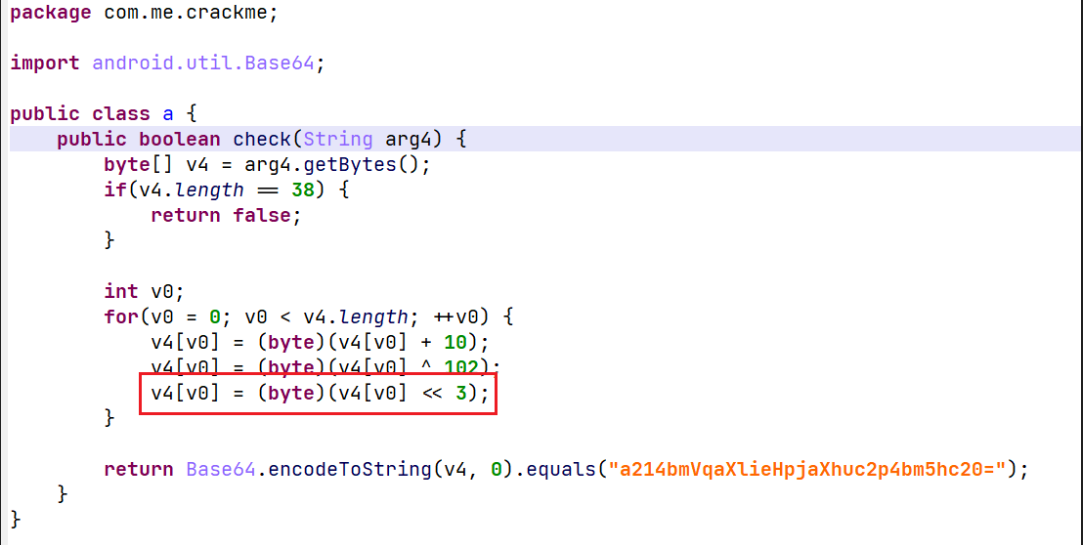 package com.me.crackme;
import android.util.Base64;
public class a {
public boolean check(String arg4) {
byte[] v4 = arg4.getBytes();
if(v4.length == 38) {
return false;
}
int v0;
for(v0 = 0; v0 < v4.length; ++v0) {
v4[v0] = (byte)(v4[v0] + 10);
v4[v0] = (byte)(v4[v0] ^ 102);
v4[v0] = (byte)(v4[v0] << 3);
}
return Base64.encodeToString(v4, 0).equals("a214bmVqaXlieHpjaXhuc2p4bm5hc20=");
}
}